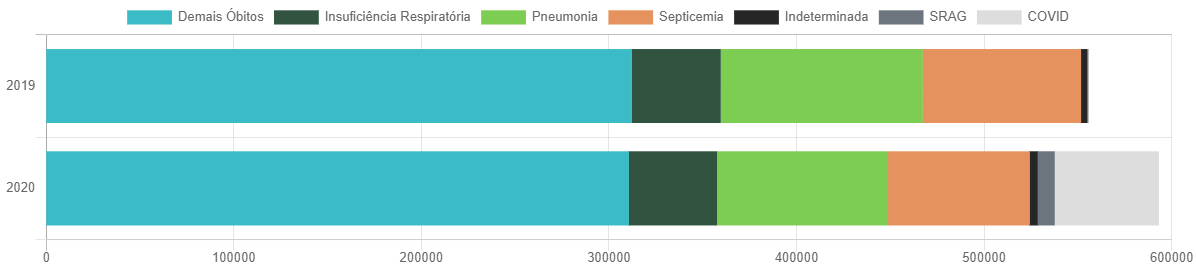 Demais Óbitos Insuficiência Respiratória Pneumonia Septicemia Indeterminada SRAG COVID
2019
2020
0 100000 200000 300000 400000 500000 600000